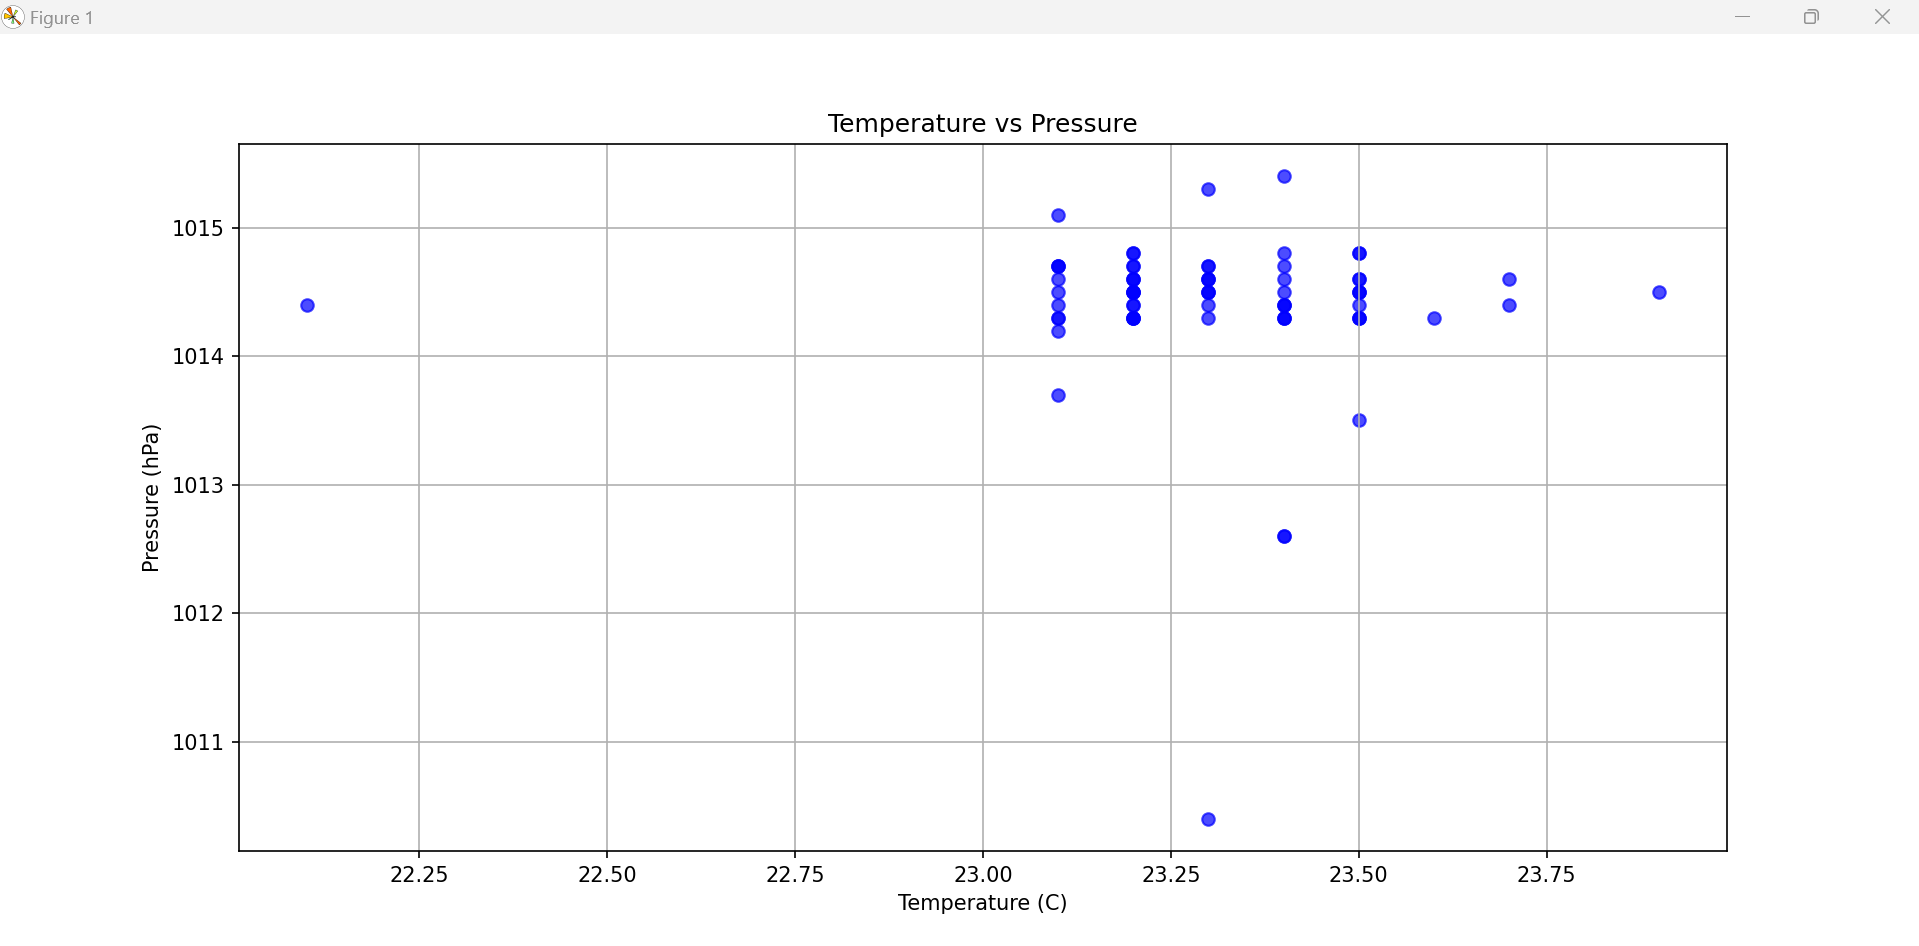 Figure 1
Temperature vs Pressure
1015
1014
1013
1012
1011
Pressure (hPa)
22.25 22.50 22.75 23.00 23.25 23.50 23.75
Temperature (C)